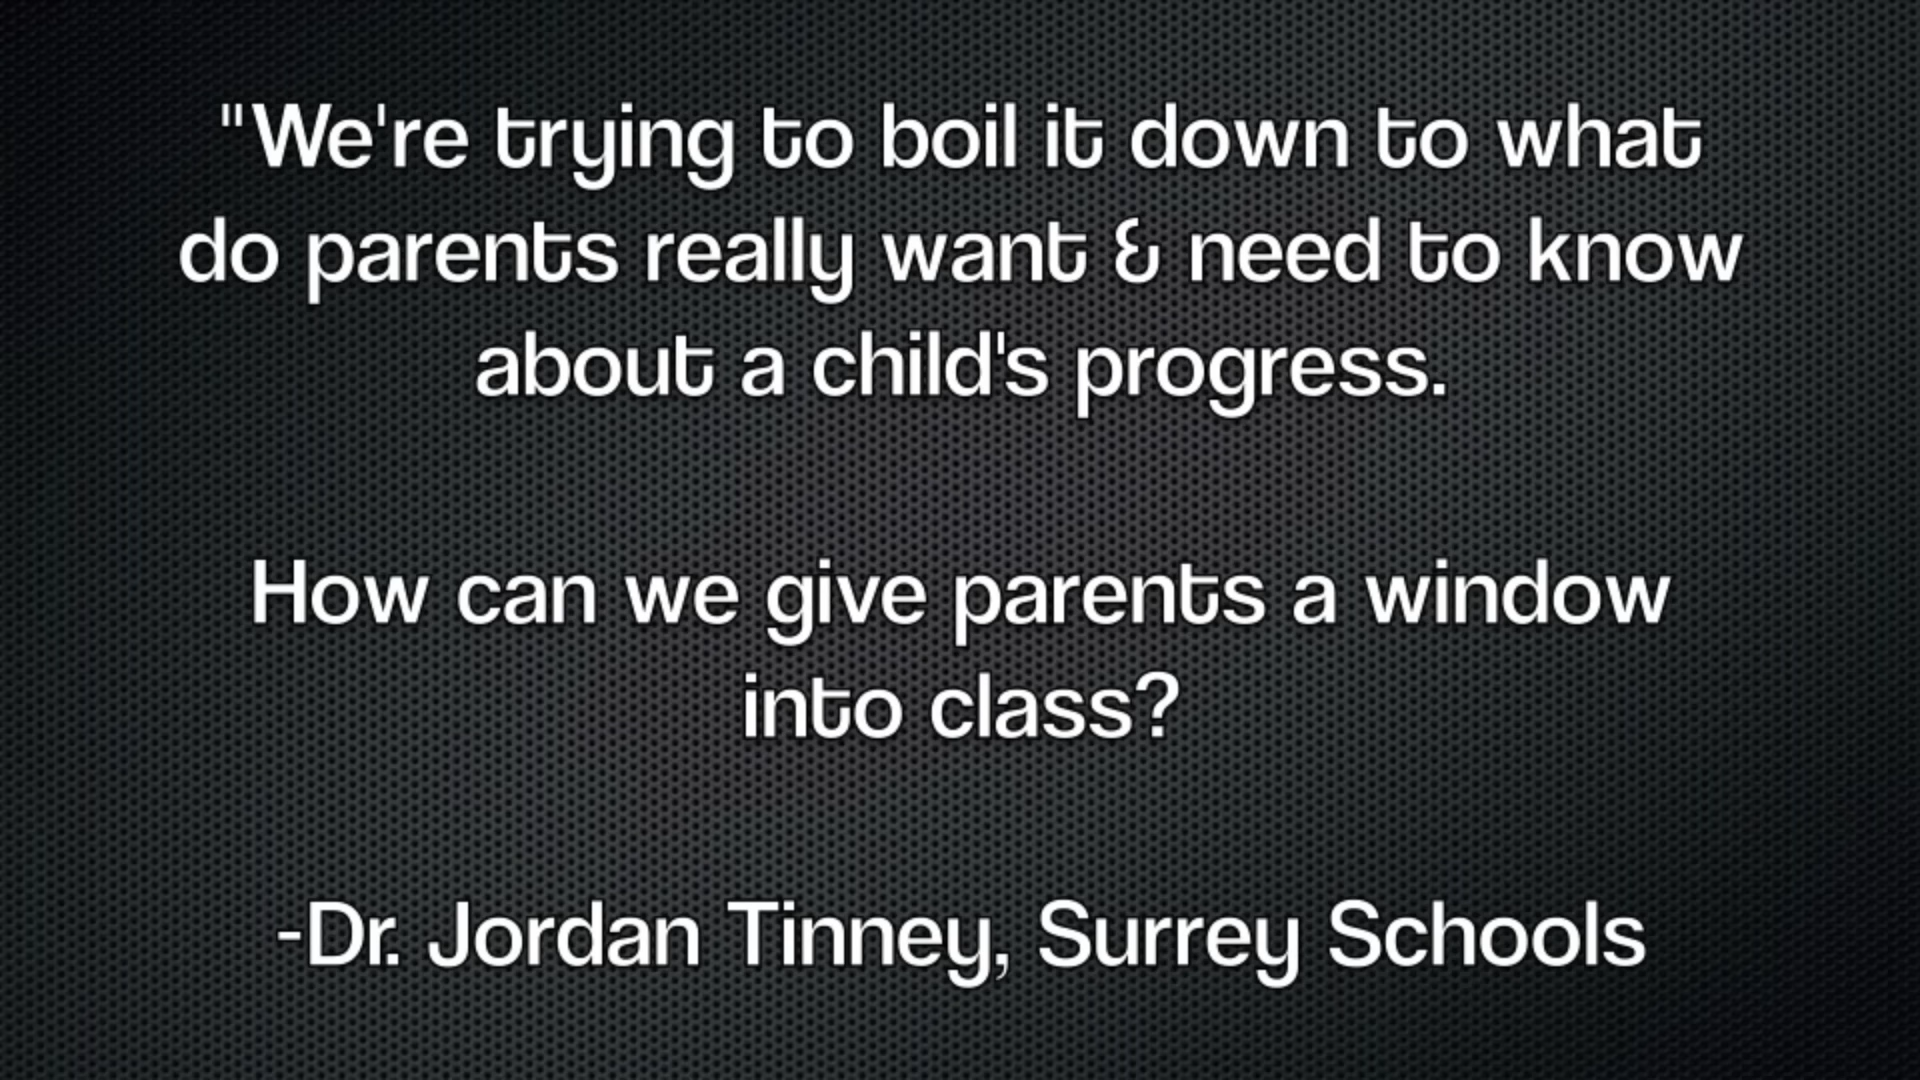 "We're trying to boil it down to what
do parents really want & need to know
about a child's progress.
How can we give parents a window
into class?
-Dr. Jordan Tinney, Surrey Schools